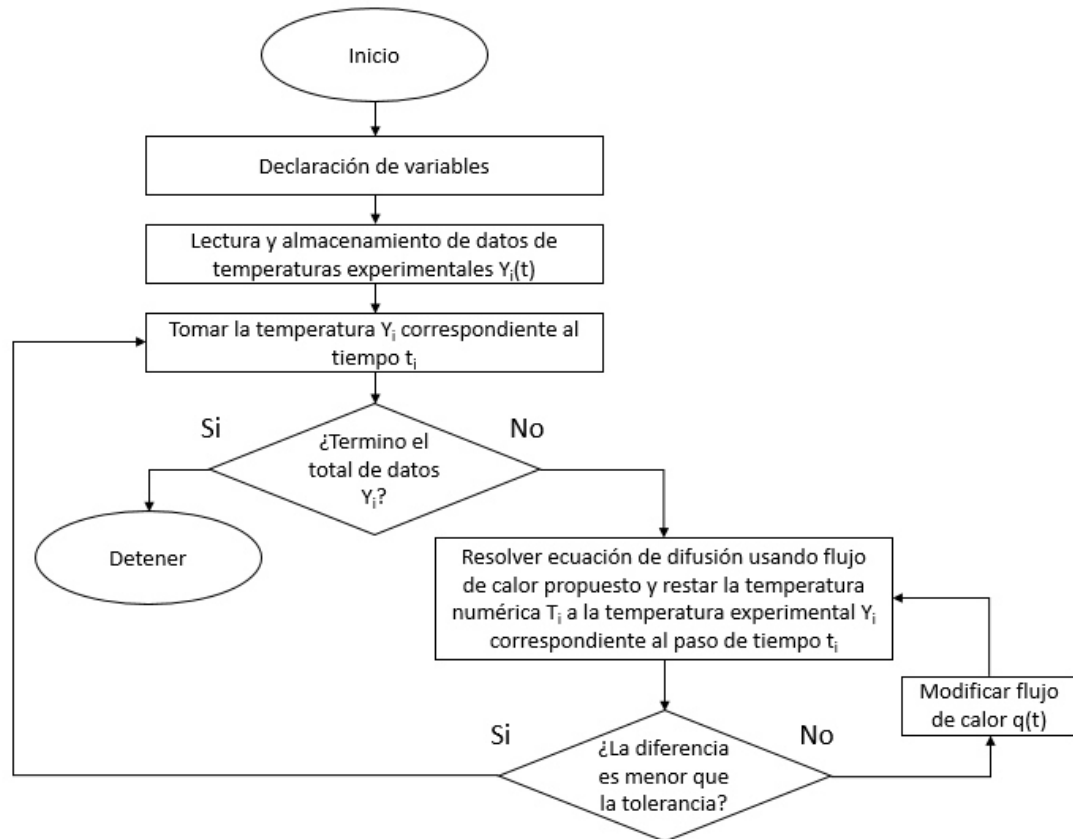 Inicio
Declaración de variables
Lectura y almacenamiento de datos de
temperaturas experimentales Yᵢ(t)
Tomar la temperatura Yᵢ correspondiente al
tiempo tᵢ
Si
No
¿Termino el
total de datos
Yᵢ?
Detener
Resolver ecuación de difusión usando flujo
de calor propuesto y restar la temperatura
numérica Tᵢ a la temperatura experimental Yᵢ
correspondiente al paso de tiempo tᵢ
Modificar flujo
de calor q(t)
Si
No
¿La diferencia
es menor que
la tolerancia?